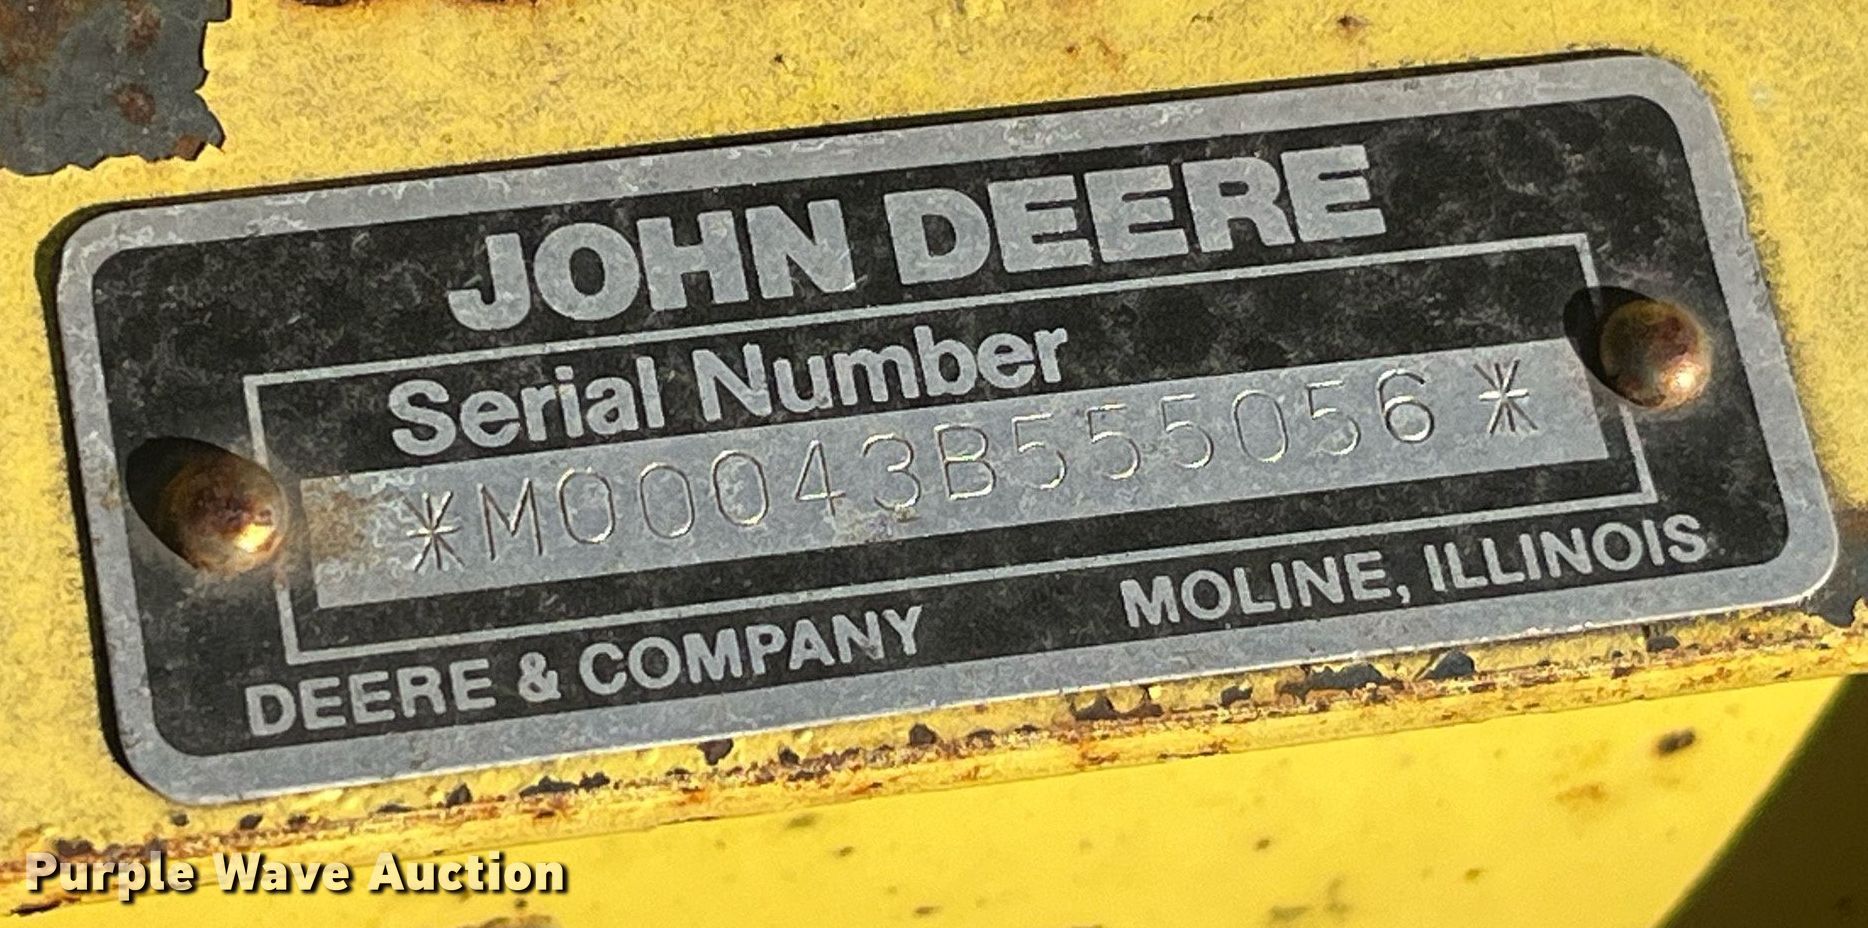 JOHN DEERE
Serial Number
*M00043B555056*
DEERE & COMPANY MOLINE, ILLINOIS
Purple Wave Auction